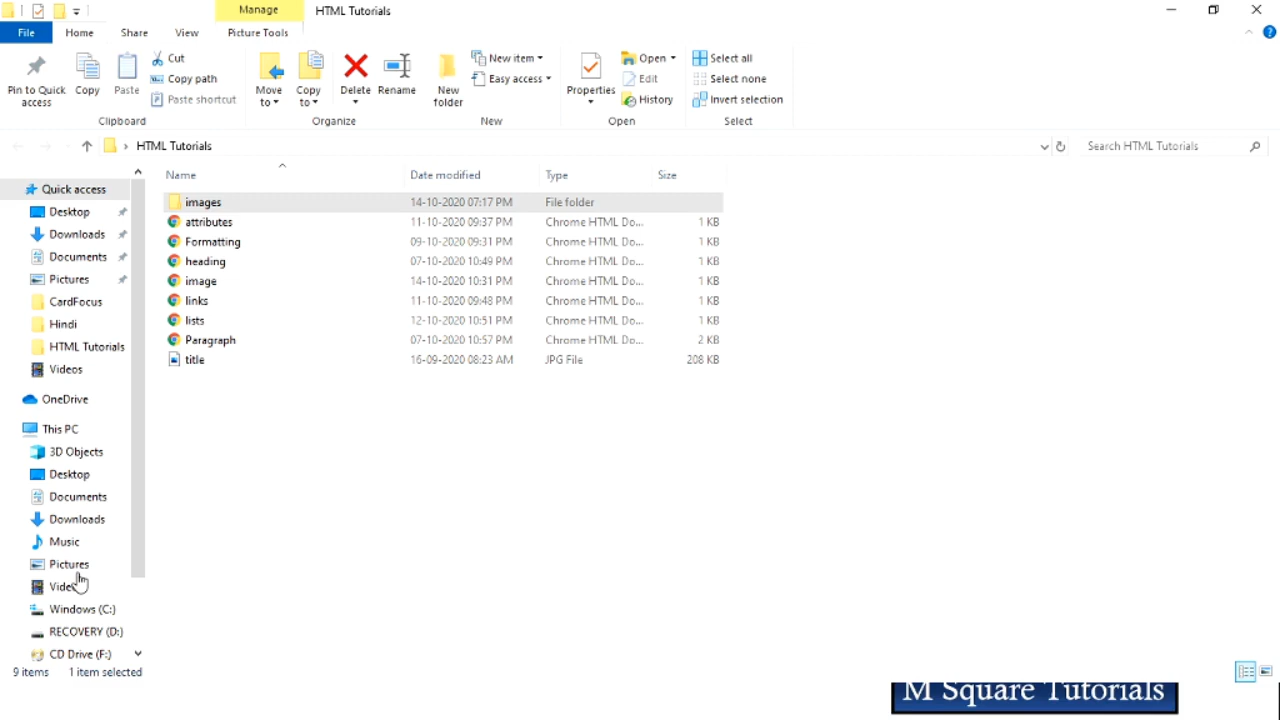 Manage HTML Tutorials
File Home Share View Picture Tools
Pin to Quick access
Copy
Paste
Cut
Copy path
Paste shortcut
Clipboard
Move to
Copy to
Delete
Rename
Organize
New folder
New item
Easy access
New
Properties
Open
Edit
History
Open
Select all
Select none
Invert selection
Select
HTML Tutorials
Search HTML Tutorials
Quick access
Desktop
Downloads
Documents
Pictures
CardFocus
Hindi
HTML Tutorials
Videos
OneDrive
This PC
3D Objects
Desktop
Documents
Downloads
Music
Pictures
Windows (C:)
RECOVERY (D:)
CD Drive (F:)
Name Date modified Type Size
images 14-10-2020 07:17 PM File folder
attributes 11-10-2020 09:37 PM Chrome HTML Do... 1 KB
Formatting 09-10-2020 09:31 PM Chrome HTML Do... 1 KB
heading 07-10-2020 10:49 PM Chrome HTML Do... 1 KB
image 14-10-2020 10:31 PM Chrome HTML Do... 1 KB
links 11-10-2020 09:48 PM Chrome HTML Do... 1 KB
lists 12-10-2020 10:51 PM Chrome HTML Do... 1 KB
Paragraph 07-10-2020 10:57 PM Chrome HTML Do... 2 KB
title 16-09-2020 08:23 AM JPG File 208 KB
9 items 1 item selected
M Square Tutorials